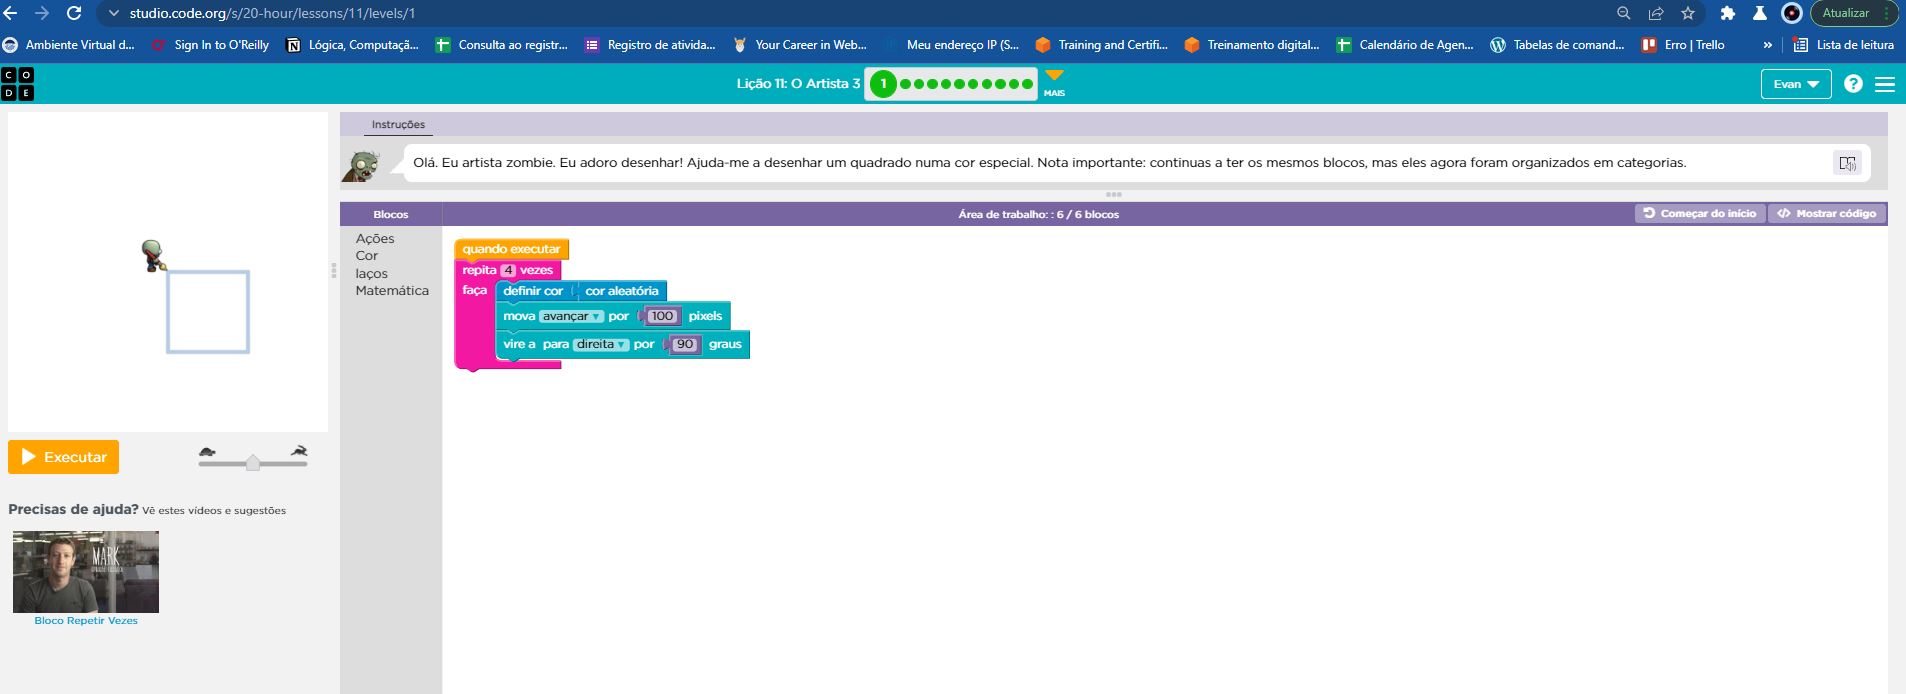 studio.code.org/s/20-hour/lessons/11/levels/1
Atualizar
Ambiente Virtual d...
Sign In to O'Reilly
Lógica, Computaçã...
Consulta ao registr...
Registro de ativida...
Your Career in Web...
Meu endereço IP (S...
Training and Certifi...
Treinamento digital...
Calendário de Agen...
Tabelas de comand...
Erro | Trello
»
Lista de leitura
C O
D E
Lição 11: O Artista 3
1
MAIS
Evan
?
Instruções
Olá. Eu artista zombie. Eu adoro desenhar! Ajuda-me a desenhar um quadrado numa cor especial. Nota importante: continuas a ter os mesmos blocos, mas eles agora foram organizados em categorias.
Blocos
Área de trabalho: : 6 / 6 blocos
Começar do início
Mostrar código
Ações
Cor
laços
Matemática
quando executar
repita 4 vezes
faça
definir cor cor aleatória
mova avançar por 100 pixels
vire a para direita por 90 graus
Executar
Precisas de ajuda? Vê estes vídeos e sugestões
MARK
Bloco Repetir Vezes